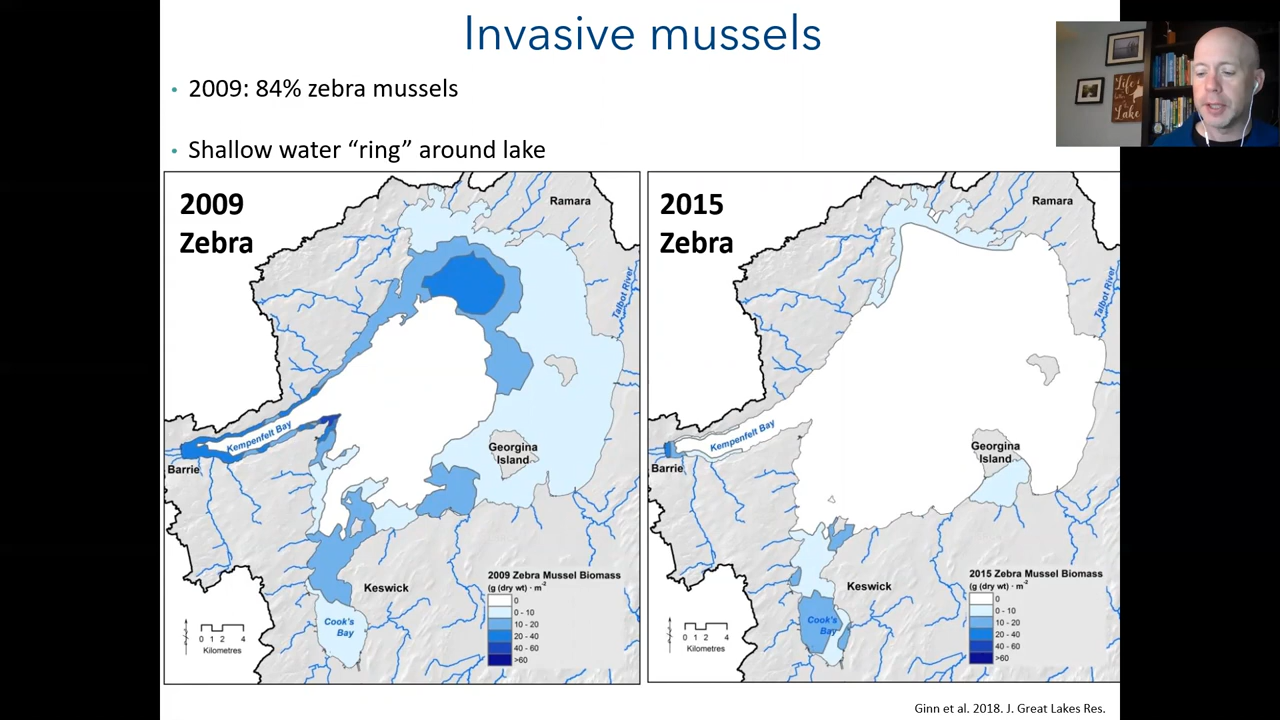 Invasive mussels
• 2009: 84% zebra mussels
• Shallow water “ring” around lake
2009
Zebra
Ramara
Talbot River
Kempenfelt Bay
Barrie
Georgina
Island
Keswick
Cook's
Bay
0 1 2 4
Kilometres
2009 Zebra Mussel Biomass
(g (dry wt) · m⁻²
0
0 - 10
10 - 20
20 - 40
40 - 60
>60
2015
Zebra
Ramara
Talbot River
Kempenfelt Bay
Barrie
Georgina
Island
Keswick
Cook's
Bay
0 1 2 4
Kilometres
2015 Zebra Mussel Biomass
(g (dry wt) · m⁻²
0
0 - 10
10 - 20
20 - 40
40 - 60
>60
Ginn et al. 2018. J. Great Lakes Res.
Life
Lake